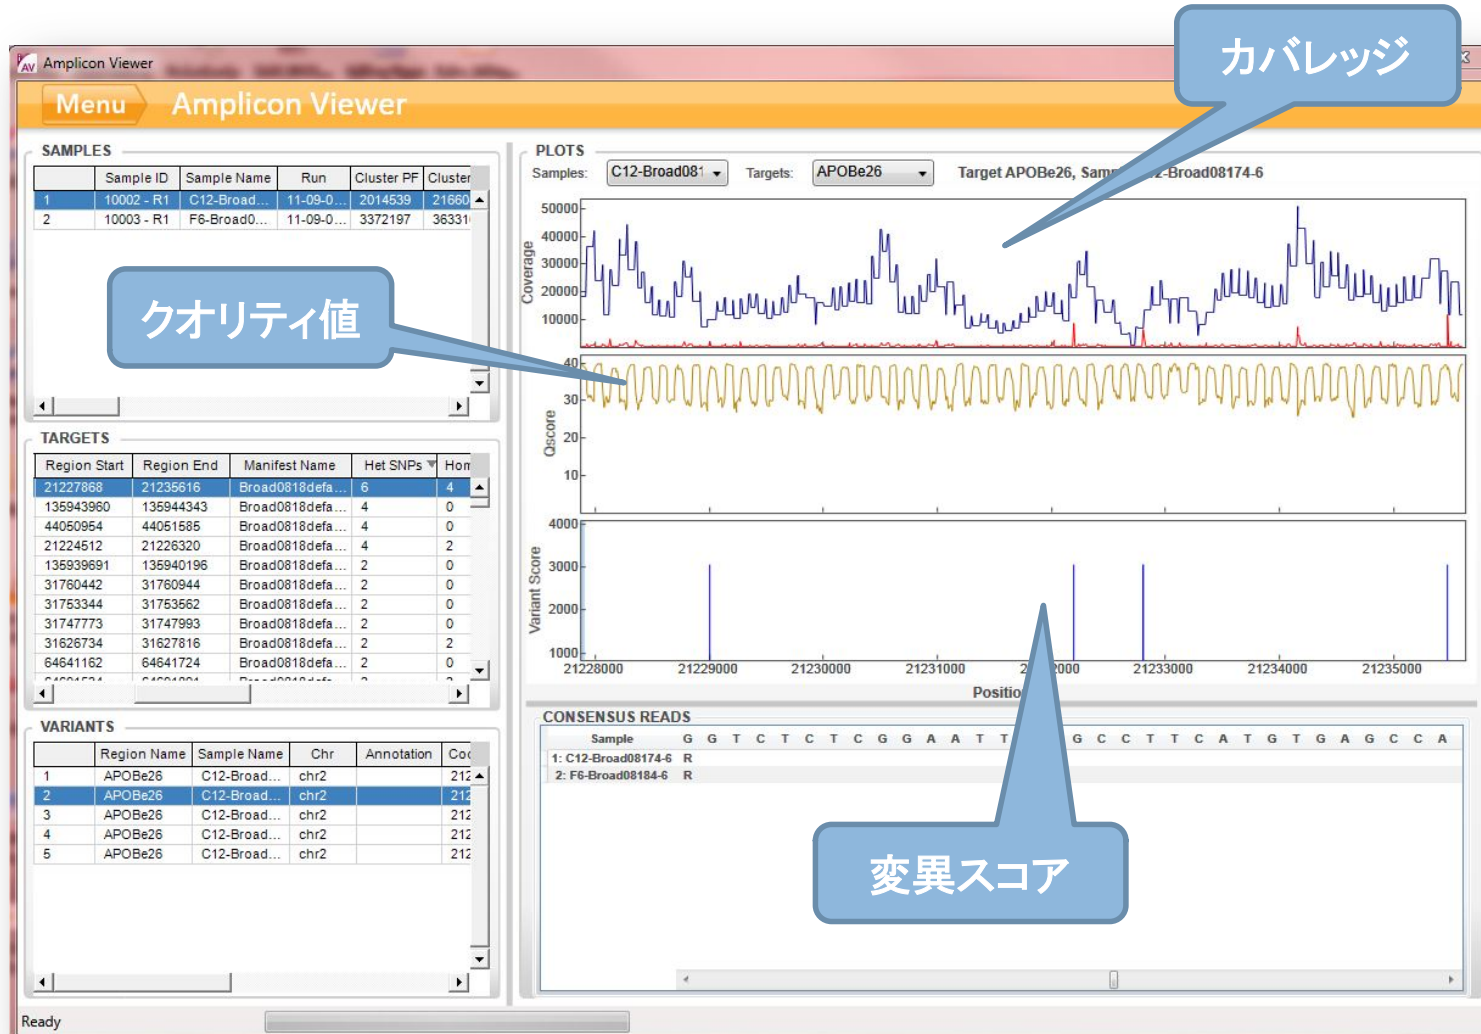 カバレッジ
Amplicon Viewer
Menu Amplicon Viewer
SAMPLES
Sample ID Sample Name Run Cluster PF Cluster
1 10002 - R1 C12-Broad... 11-09-0... 2014539 21660
2 10003 - R1 F6-Broad0... 11-09-0... 3372197 36331
クオリティ値
TARGETS
Region Start Region End Manifest Name Het SNPs Hom
21227868 21235616 Broad0818defa... 6 4
135943960 135944343 Broad0818defa... 4 0
44050954 44051585 Broad0818defa... 4 0
21224512 21226320 Broad0818defa... 4 2
135939691 135940196 Broad0818defa... 2 0
31760442 31760944 Broad0818defa... 2 0
31753344 31753562 Broad0818defa... 2 0
31747773 31747993 Broad0818defa... 2 0
31626734 31627816 Broad0818defa... 2 2
64641162 64641724 Broad0818defa... 2 0
VARIANTS
Region Name Sample Name Chr Annotation Coo
1 APOBe26 C12-Broad... chr2 212
2 APOBe26 C12-Broad... chr2 212
3 APOBe26 C12-Broad... chr2 212
4 APOBe26 C12-Broad... chr2 212
5 APOBe26 C12-Broad... chr2 212
PLOTS
Samples: C12-Broad081 Targets: APOBe26 Target APOBe26, Sam 2-Broad08174-6
50000
40000
30000
20000
10000
Coverage
40
30
20
10
Qscore
4000
3000
2000
1000
Variant Score
21228000 21229000 21230000 21231000 21233000 21234000 21235000
Position
CONSENSUS READS
Sample G G T C T C T C G G A A T T G C C T T C A T G T G A G C C A
1: C12-Broad08174-6 R
2: F6-Broad08184-6 R
変異スコア
Ready